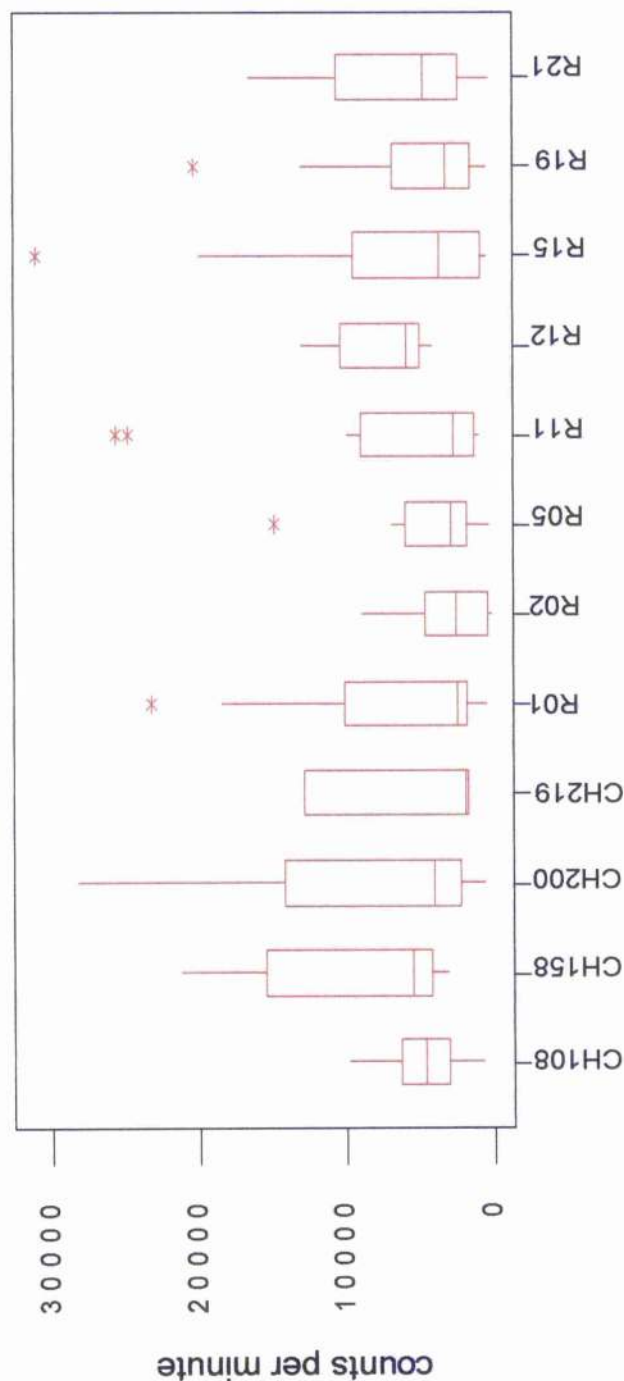 counts per minute
30000
20000
10000
0
CH108
CH158
CH200
CH219
R01
R02
R05
R11
R12
R15
R19
R21